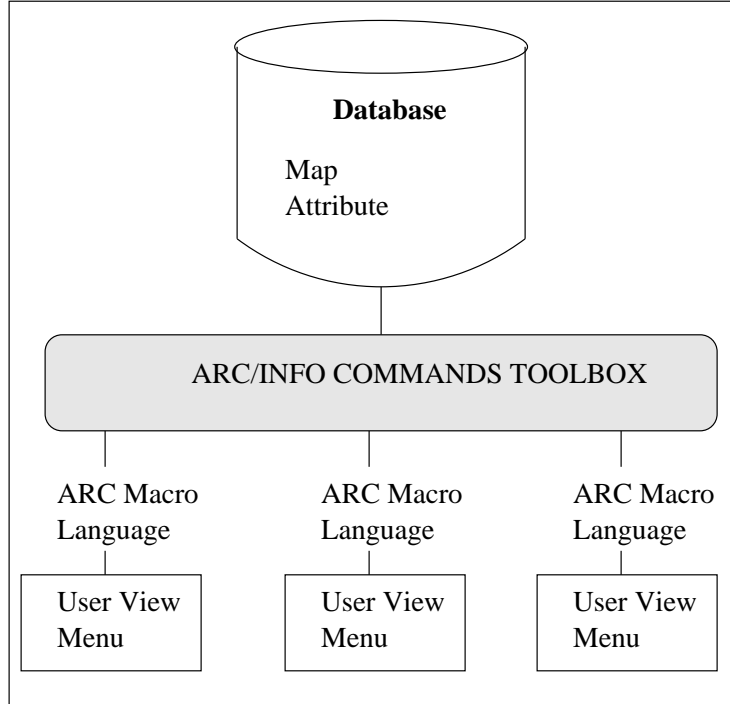 Database
Map
Attribute
ARC/INFO COMMANDS TOOLBOX
ARC Macro
Language
ARC Macro
Language
ARC Macro
Language
User View
Menu
User View
Menu
User View
Menu